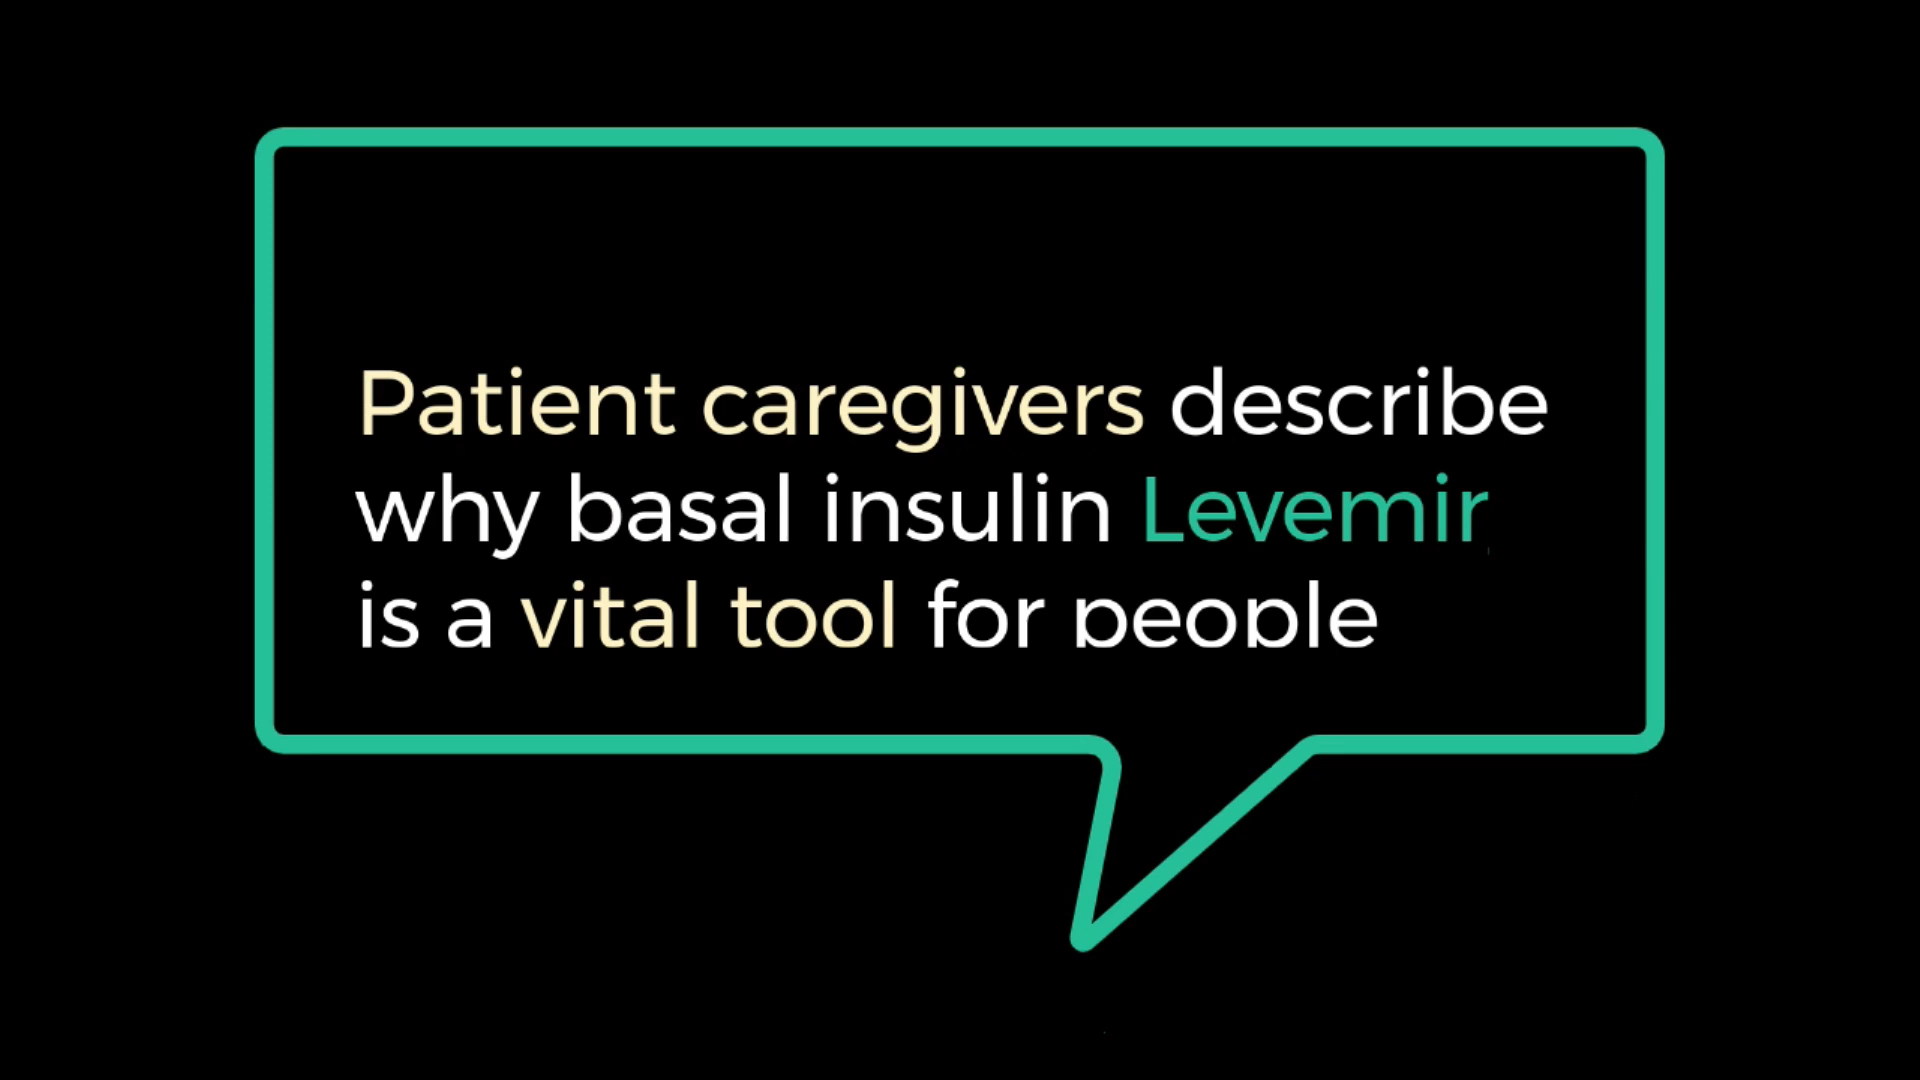 Patient caregivers describe
why basal insulin Levemir
is a vital tool for people